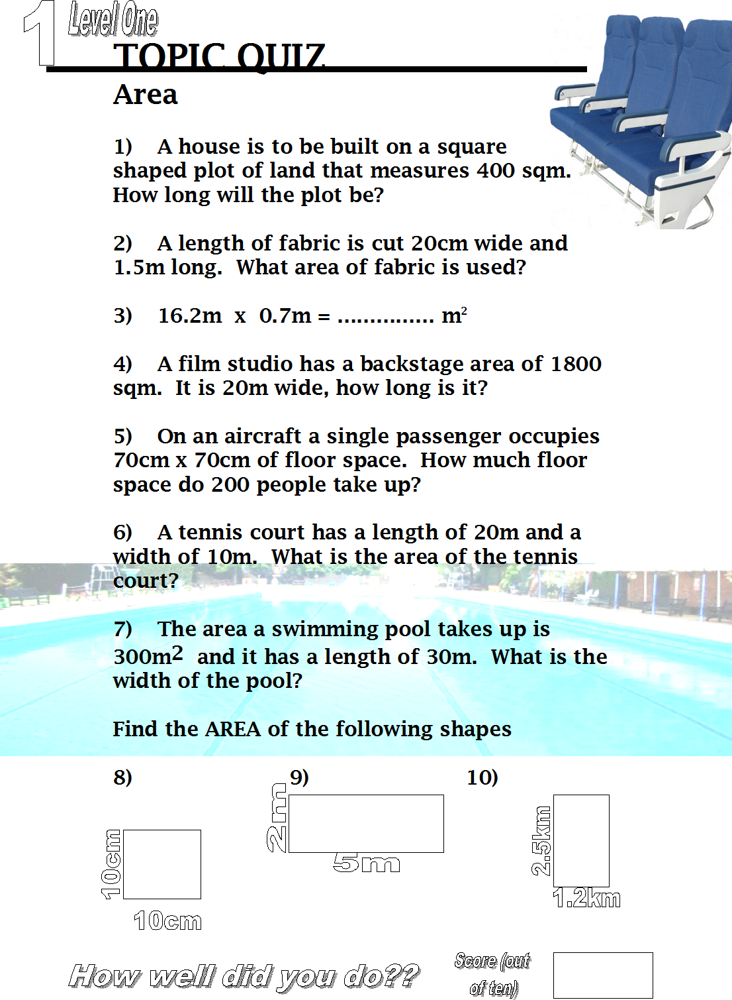 1 Level One
TOPIC QUIZ
Area
1) A house is to be built on a square
shaped plot of land that measures 400 sqm.
How long will the plot be?
2) A length of fabric is cut 20cm wide and
1.5m long. What area of fabric is used?
3) 16.2m x 0.7m = ............... m²
4) A film studio has a backstage area of 1800
sqm. It is 20m wide, how long is it?
5) On an aircraft a single passenger occupies
70cm x 70cm of floor space. How much floor
space do 200 people take up?
6) A tennis court has a length of 20m and a
width of 10m. What is the area of the tennis
court?
7) The area a swimming pool takes up is
300m2 and it has a length of 30m. What is the
width of the pool?
Find the AREA of the following shapes
8) 9) 10)
10cm
10cm
2m
5m
2.5km
1.2km
How well did you do??
Score (out
of ten)